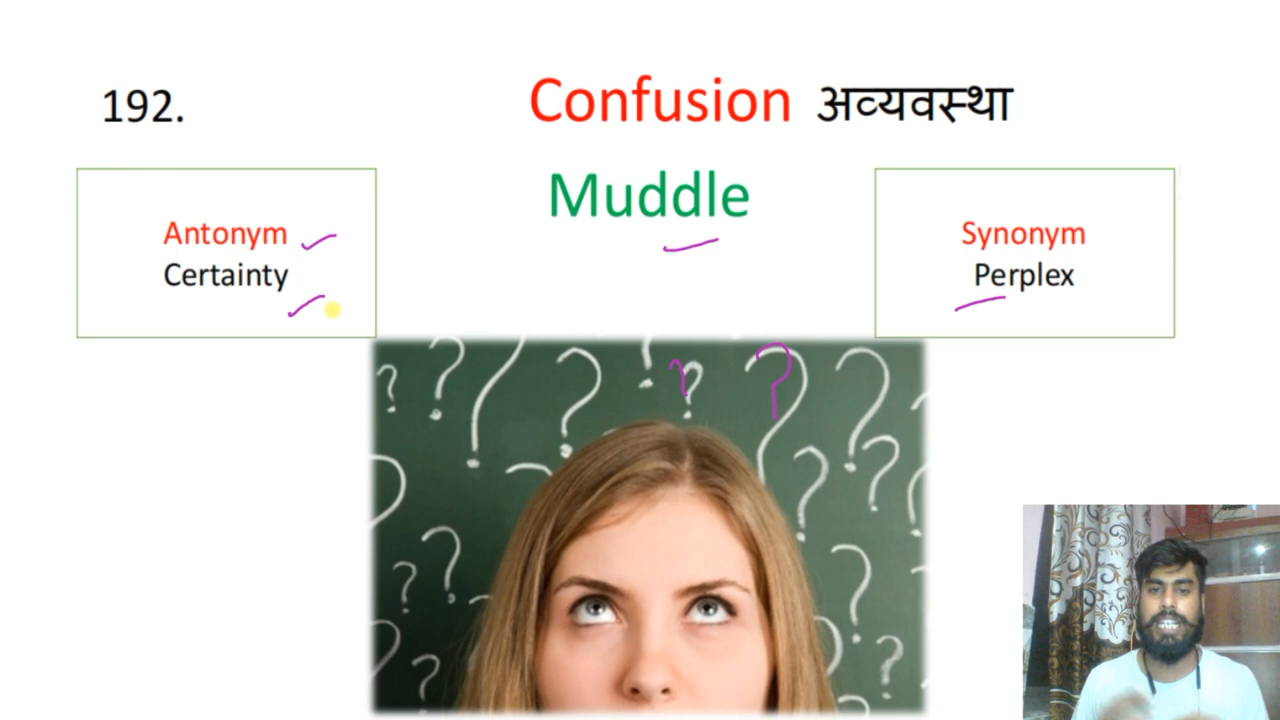 192.
Confusion अव्यवस्था
Muddle
Antonym
Certainty
Synonym
Perplex